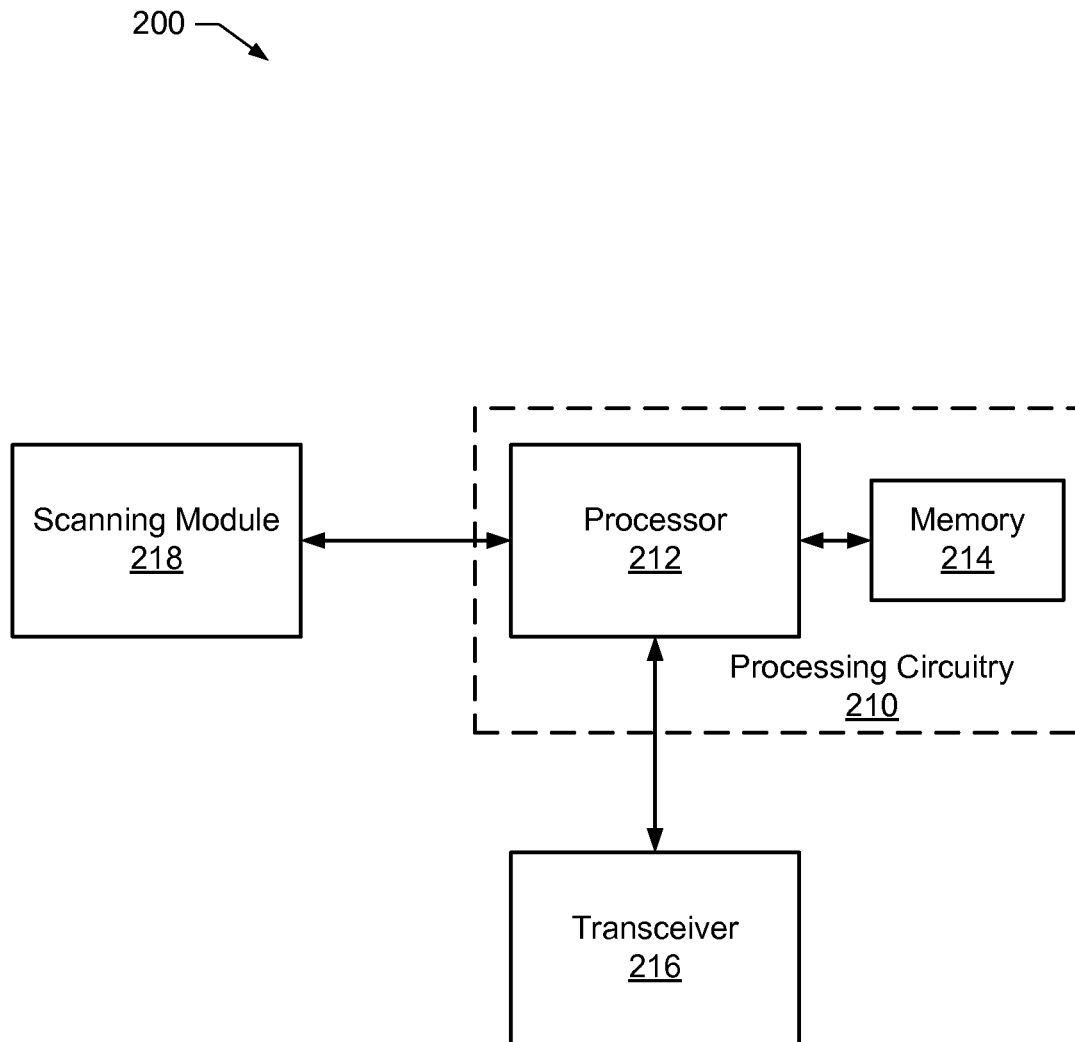 200
Scanning Module
218
Processor
212
Memory
214
Processing Circuitry
210
Transceiver
216